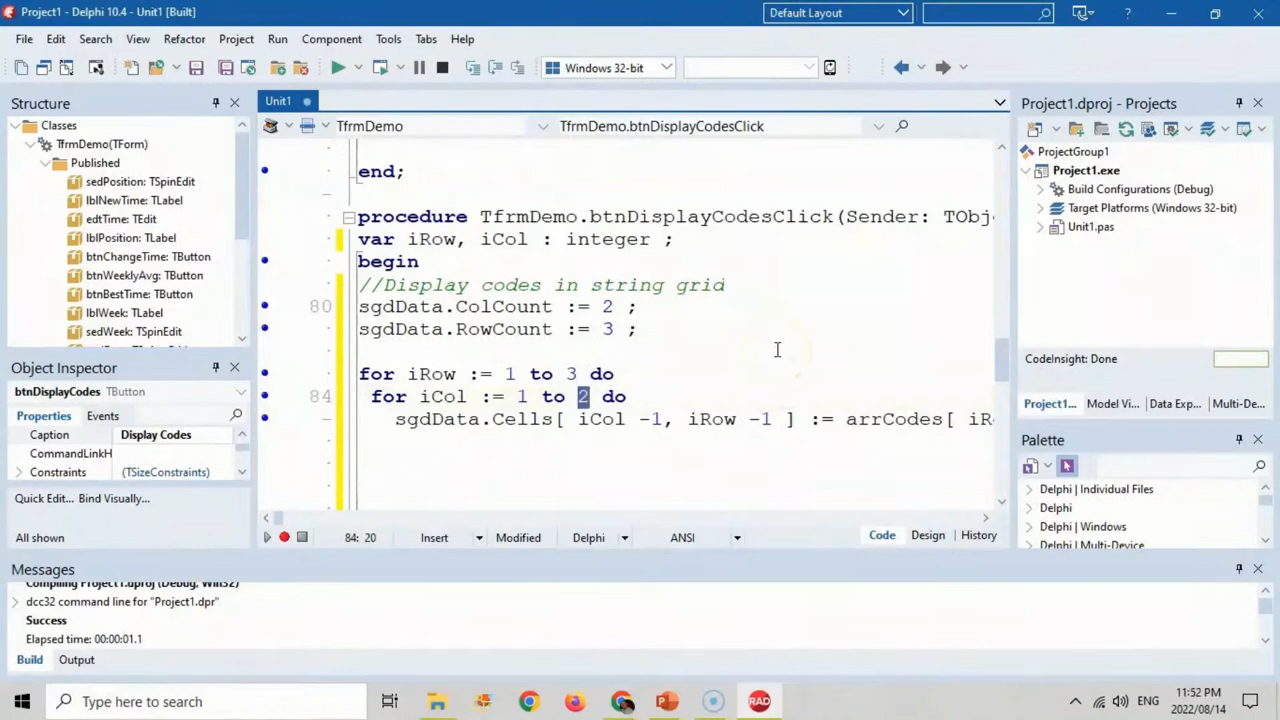 Project1 - Delphi 10.4 - Unit1 [Built]
Default Layout
File Edit Search View Refactor Project Run Component Tools Tabs Help
Windows 32-bit
Structure
Classes
TfrmDemo(TForm)
Published
sedPosition: TSpinEdit
lblNewTime: TLabel
edtTime: TEdit
lblPosition: TLabel
btnChangeTime: TButton
btnWeeklyAvg: TButton
btnBestTime: TButton
lblWeek: TLabel
sedWeek: TSpinEdit
Object Inspector
btnDisplayCodes TButton
Properties Events
Caption Display Codes
CommandLinkH
Constraints (TSizeConstraints)
Quick Edit... Bind Visually...
All shown
Unit1
TfrmDemo TfrmDemo.btnDisplayCodesClick
end;
procedure TfrmDemo.btnDisplayCodesClick(Sender: TObj
var iRow, iCol : integer ;
begin
//Display codes in string grid
80 sgdData.ColCount := 2 ;
sgdData.RowCount := 3 ;
for iRow := 1 to 3 do
84 for iCol := 1 to 2 do
sgdData.Cells[ iCol -1, iRow -1 ] := arrCodes[ iR
84: 20 Insert Modified Delphi ANSI Code Design History
Project1.dproj - Projects
ProjectGroup1
Project1.exe
Build Configurations (Debug)
Target Platforms (Windows 32-bit)
Unit1.pas
CodeInsight: Done
Project1... Model Vi... Data Exp... Multi-De...
Palette
Delphi | Individual Files
Delphi
Delphi | Windows
Delphi | Multi-Device
Messages
Compiling Project1.dproj (Debug, Win32)
dcc32 command line for "Project1.dpr"
Success
Elapsed time: 00:00:01.1
Build Output
Type here to search
RAD
ENG
11:52 PM
2022/08/14